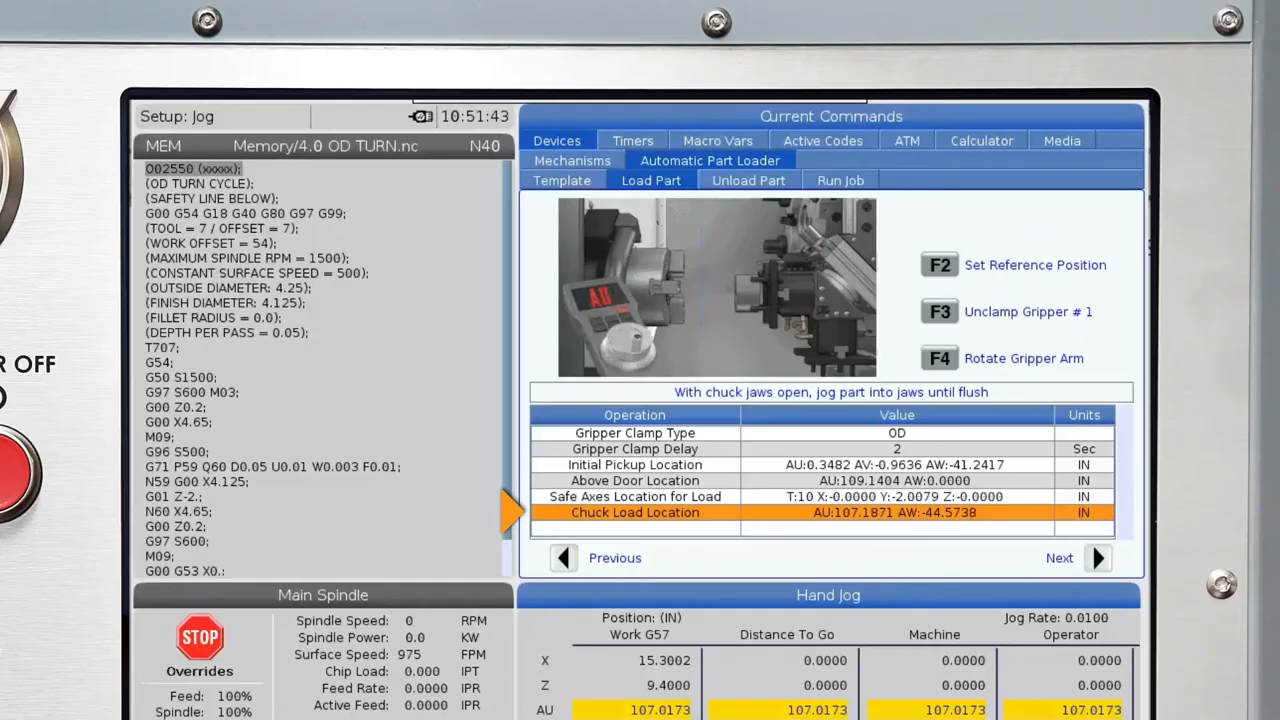 R OFF
Setup: Jog
10:51:43
MEM Memory/4.0 OD TURN.nc N40
O02550 (xxxxx);
(OD TURN CYCLE);
(SAFETY LINE BELOW);
G00 G54 G18 G40 G80 G97 G99;
(TOOL = 7 / OFFSET = 7);
(WORK OFFSET = 54);
(MAXIMUM SPINDLE RPM = 1500);
(CONSTANT SURFACE SPEED = 500);
(OUTSIDE DIAMETER: 4.25);
(FINISH DIAMETER: 4.125);
(FILLET RADIUS = 0.0);
(DEPTH PER PASS = 0.05);
T707;
G54;
G50 S1500;
G97 S600 M03;
G00 Z0.2;
G00 X4.65;
M09;
G96 S500;
G71 P59 Q60 D0.05 U0.01 W0.003 F0.01;
N59 G00 X4.125;
G01 Z-2.;
N60 X4.65;
G00 Z0.2;
G97 S600;
M09;
G00 G53 X0.;
Current Commands
Devices Timers Macro Vars Active Codes ATM Calculator Media
Mechanisms Automatic Part Loader
Template Load Part Unload Part Run Job
AU
F2 Set Reference Position
F3 Unclamp Gripper # 1
F4 Rotate Gripper Arm
With chuck jaws open, jog part into jaws until flush
Operation Value Units
Gripper Clamp Type OD
Gripper Clamp Delay 2 Sec
Initial Pickup Location AU:0.3482 AV:-0.9636 AW:-41.2417 IN
Above Door Location AU:109.1404 AW:0.0000 IN
Safe Axes Location for Load T:10 X:-0.0000 Y:-2.0079 Z:-0.0000 IN
Chuck Load Location AU:107.1871 AW:-44.5738 IN
Previous Next
Main Spindle
STOP
Overrides
Feed: 100%
Spindle: 100%
Spindle Speed: 0 RPM
Spindle Power: 0.0 KW
Surface Speed: 975 FPM
Chip Load: 0.000 IPT
Feed Rate: 0.0000 IPR
Active Feed: 0.0000 IPR
Hand Jog
Position: (IN) Jog Rate: 0.0100
Work G57 Distance To Go Machine Operator
X 15.3002 0.0000 0.0000 0.0000
Z 9.4000 0.0000 0.0000 0.0000
AU 107.0173 107.0173 107.0173 107.0173